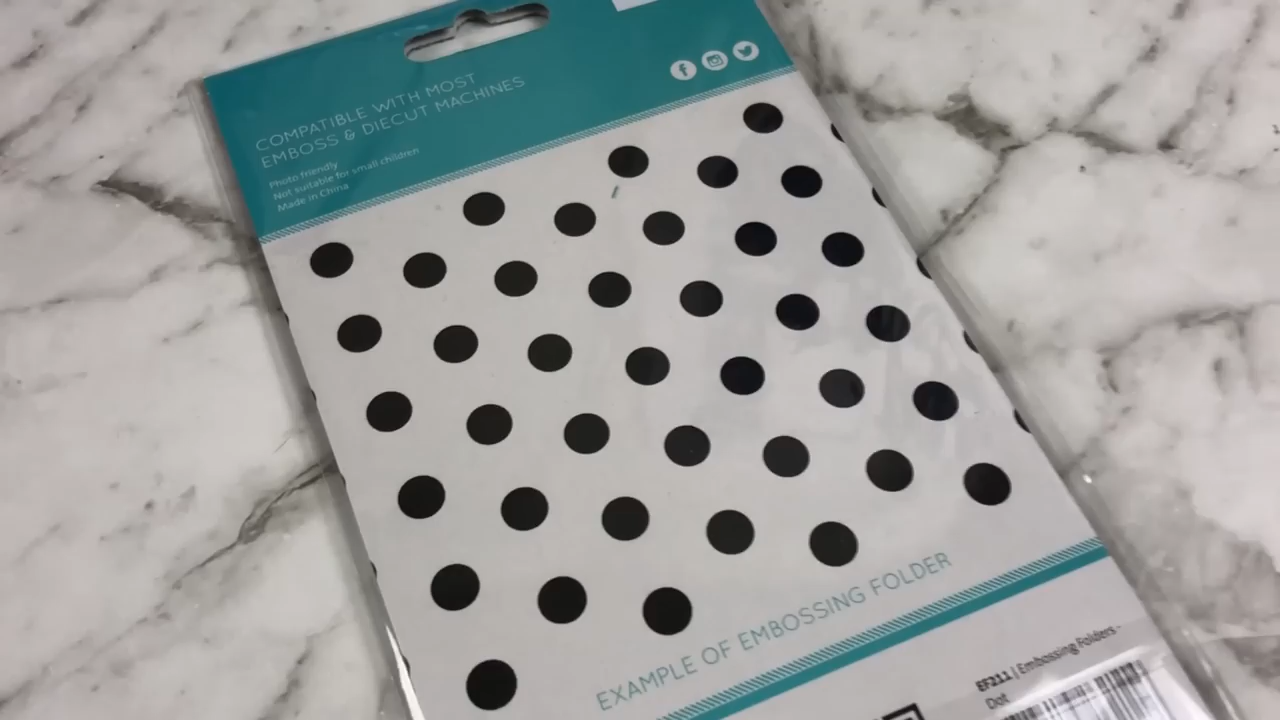 COMPATIBLE WITH MOST
EMBOSS & DIECUT MACHINES
Photo friendly
Not suitable for small children
Made in China
EXAMPLE OF EMBOSSING FOLDER
EF211 | Embossing Folders -
Dot